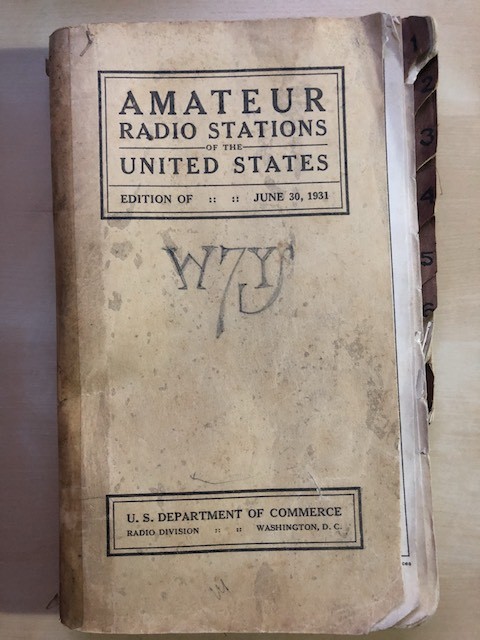 AMATEUR
RADIO STATIONS
OF THE
UNITED STATES
EDITION OF :: :: JUNE 30, 1931
W7Y
U. S. DEPARTMENT OF COMMERCE
RADIO DIVISION :: :: WASHINGTON, D. C.
1
2
3
4
5
6